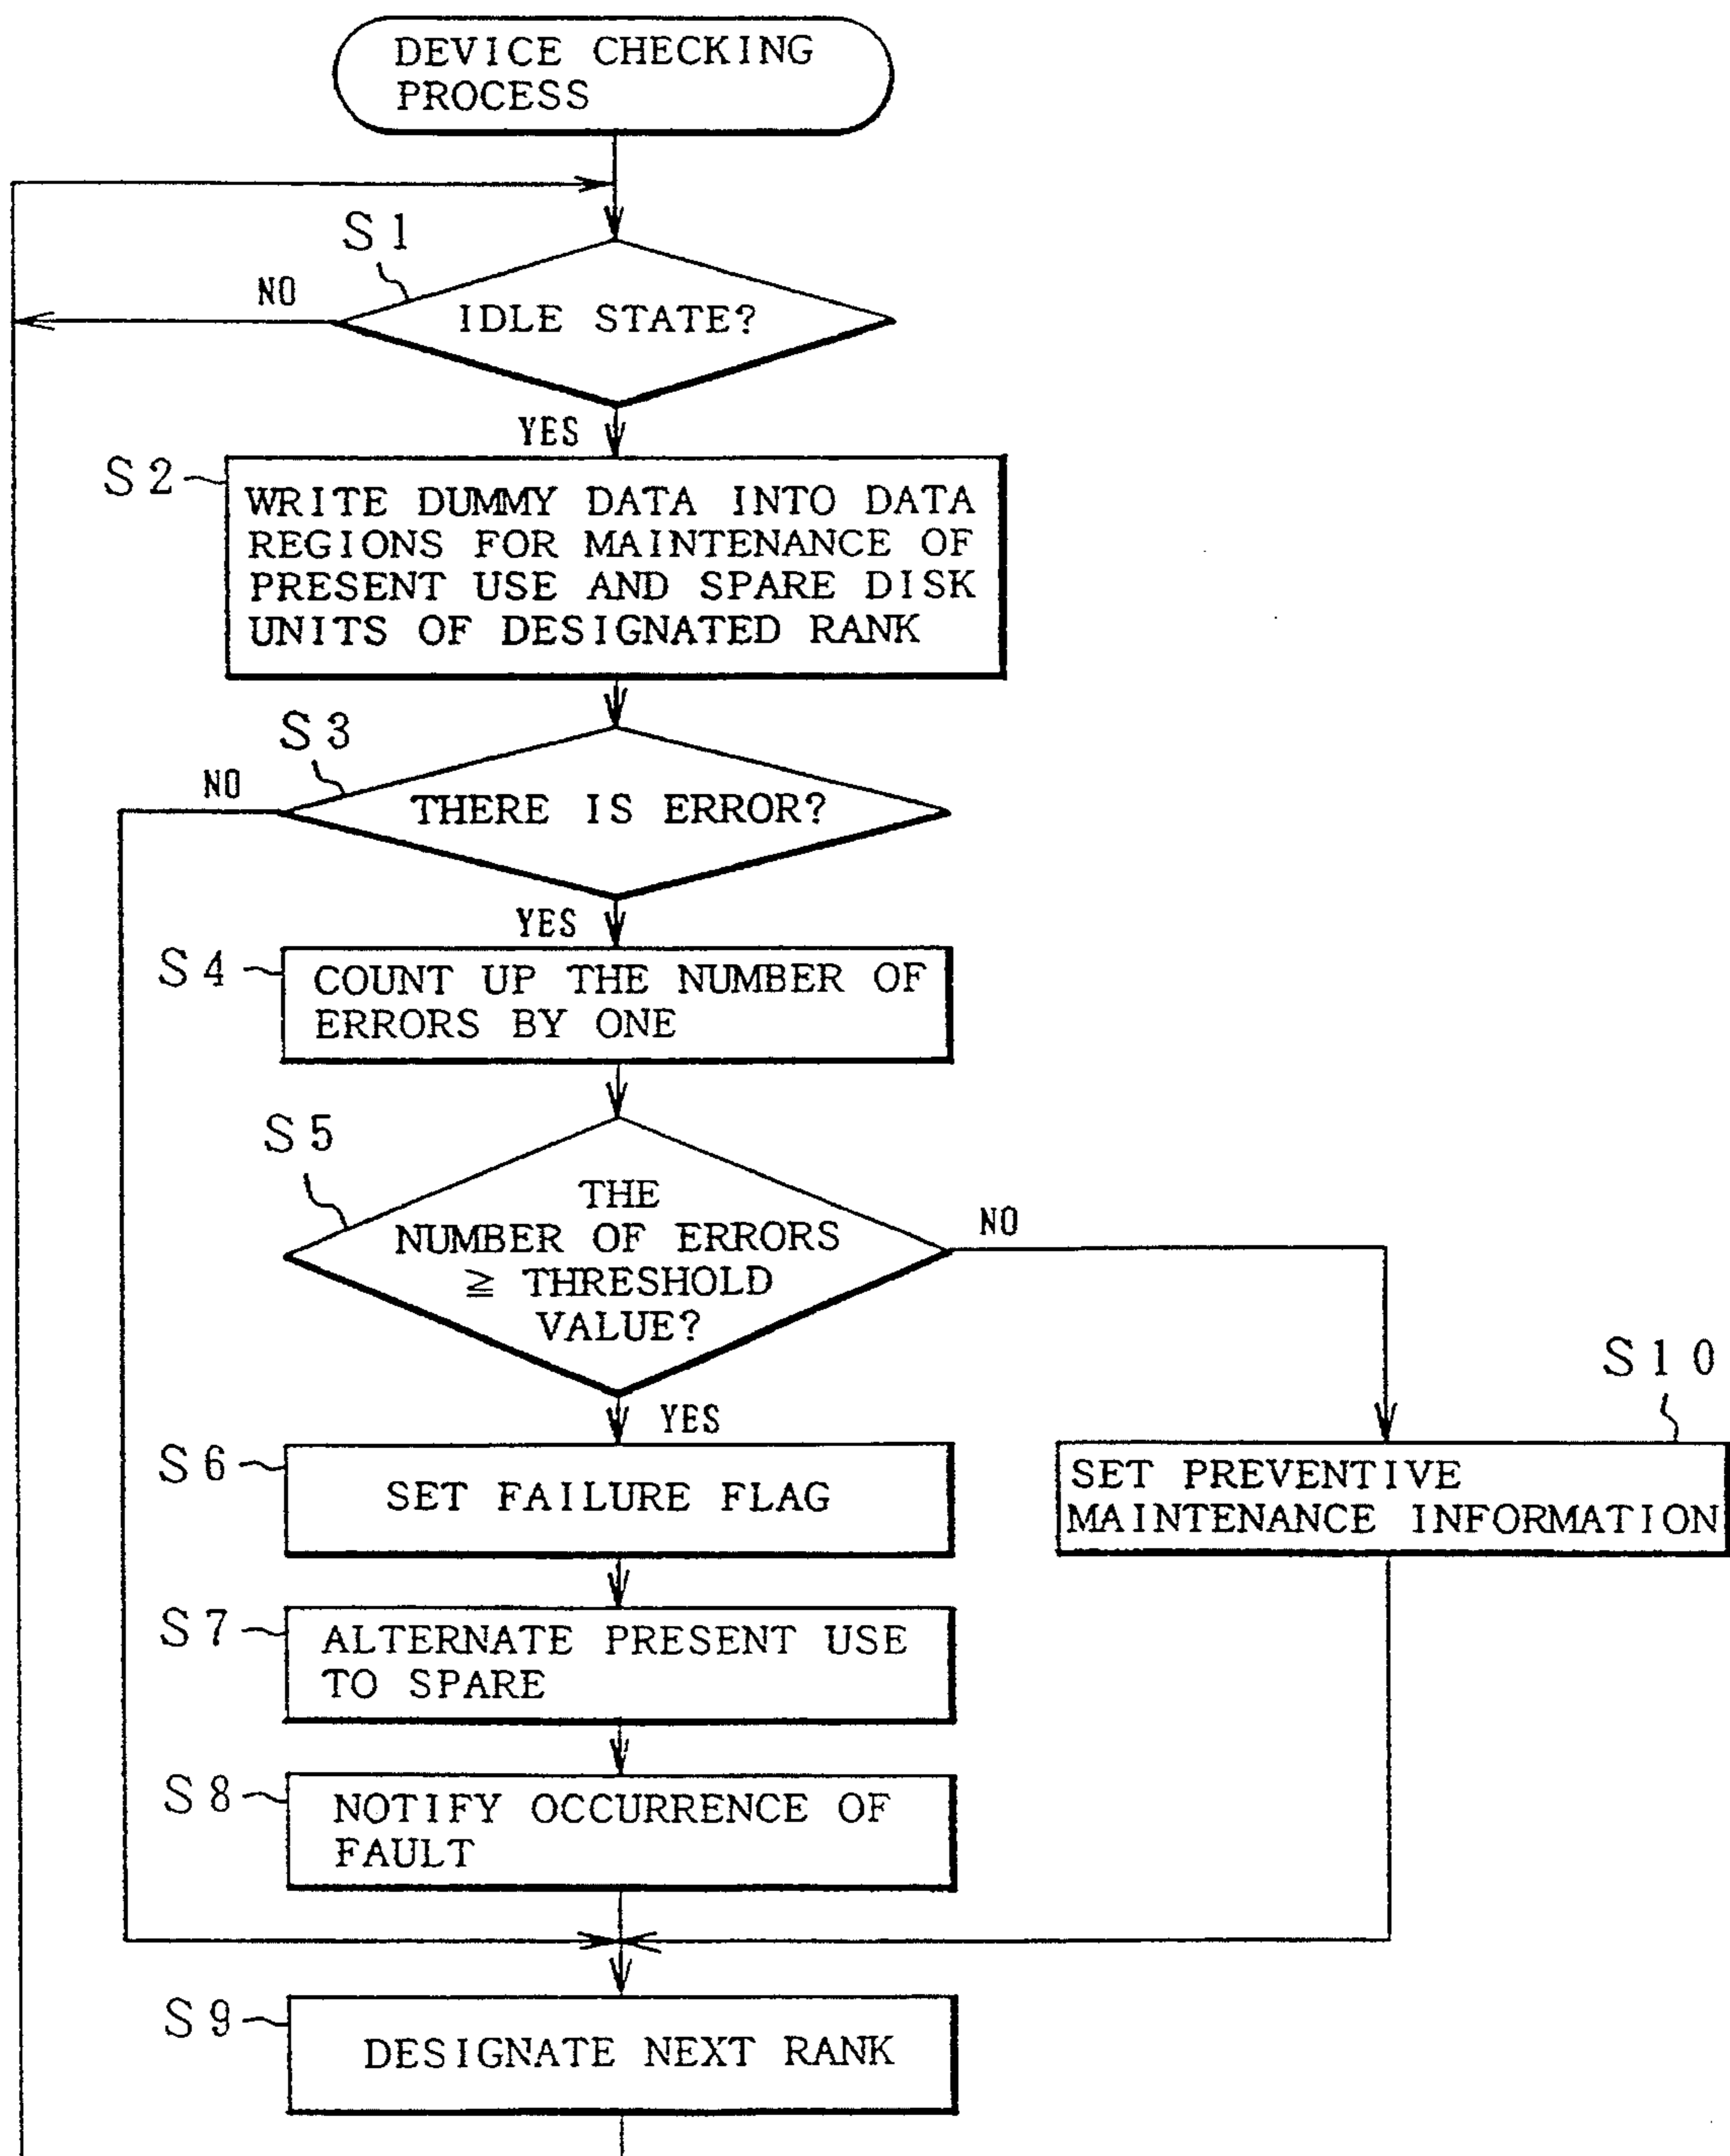 DEVICE CHECKING
PROCESS
S1
NO
IDLE STATE?
YES
S2
WRITE DUMMY DATA INTO DATA
REGIONS FOR MAINTENANCE OF
PRESENT USE AND SPARE DISK
UNITS OF DESIGNATED RANK
S3
NO
THERE IS ERROR?
YES
S4
COUNT UP THE NUMBER OF
ERRORS BY ONE
S5
THE
NUMBER OF ERRORS
≧ THRESHOLD
VALUE?
NO
YES
S10
S6
SET FAILURE FLAG
SET PREVENTIVE
MAINTENANCE INFORMATION
S7
ALTERNATE PRESENT USE
TO SPARE
S8
NOTIFY OCCURRENCE OF
FAULT
S9
DESIGNATE NEXT RANK